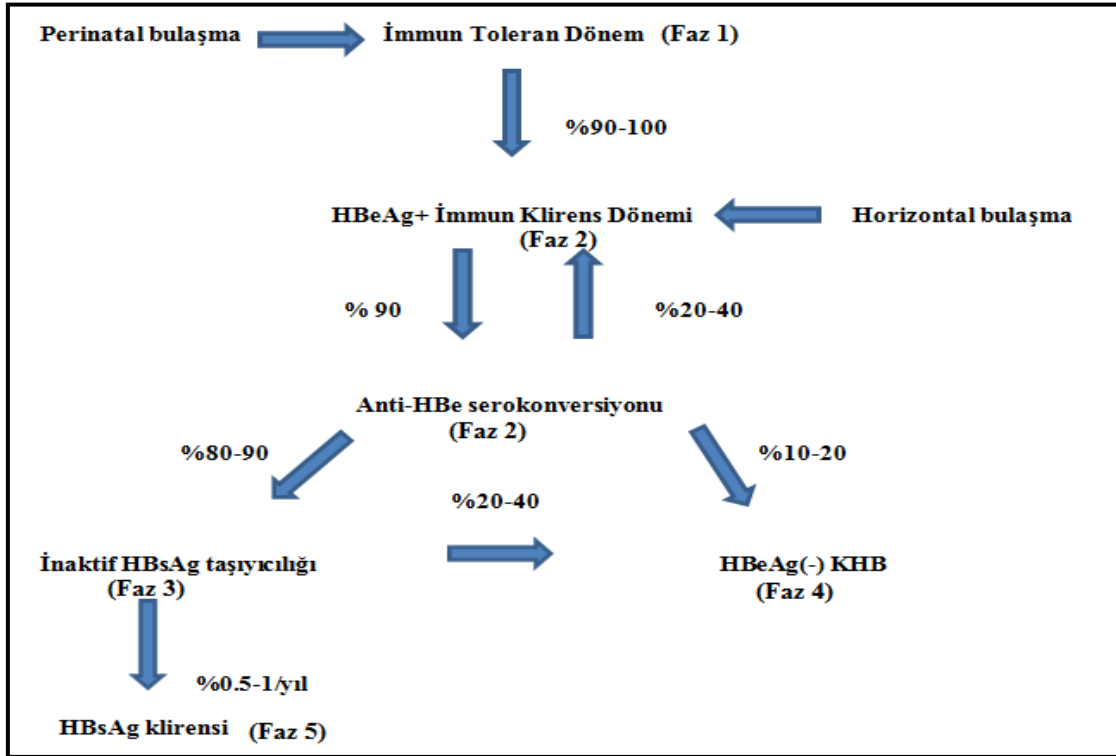 Perinatal bulaşma
İmmun Toleran Dönem (Faz 1)
%90-100
HBeAg+ İmmun Klirens Dönemi
(Faz 2)
Horizontal bulaşma
% 90
%20-40
Anti-HBe serokonversiyonu
(Faz 2)
%80-90
%10-20
%20-40
İnaktif HBsAg taşıyıcılığı
(Faz 3)
HBeAg(-) KHB
(Faz 4)
%0.5-1/yıl
HBsAg klirensi (Faz 5)